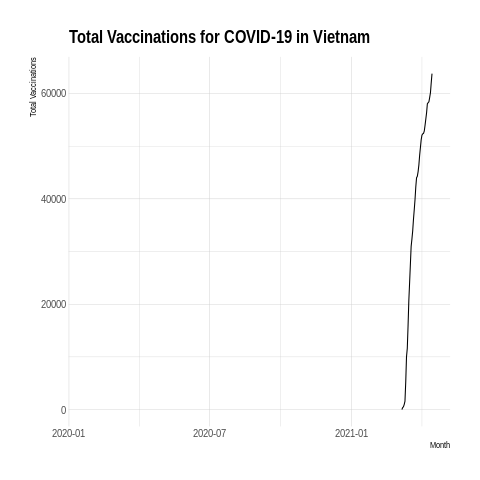 Total Vaccinations for COVID-19 in Vietnam
Total Vaccinations
60000
40000
20000
0
2020-01
2020-07
2021-01
Month